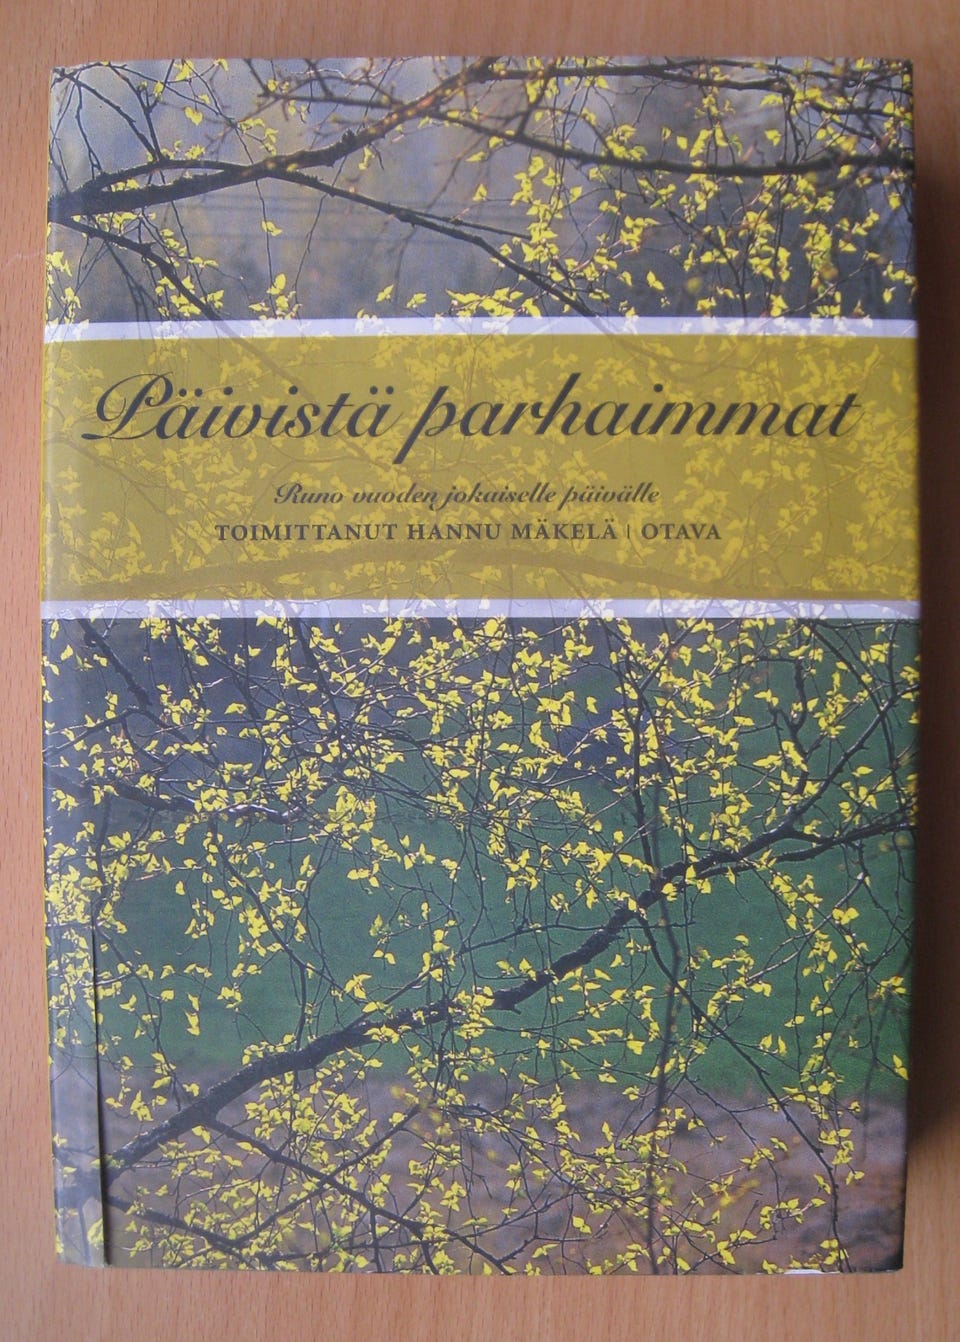 Päivistä parhaimmat
Runo vuoden jokaiselle päivälle
TOIMITTANUT HANNU MÄKELÄ | OTAVA